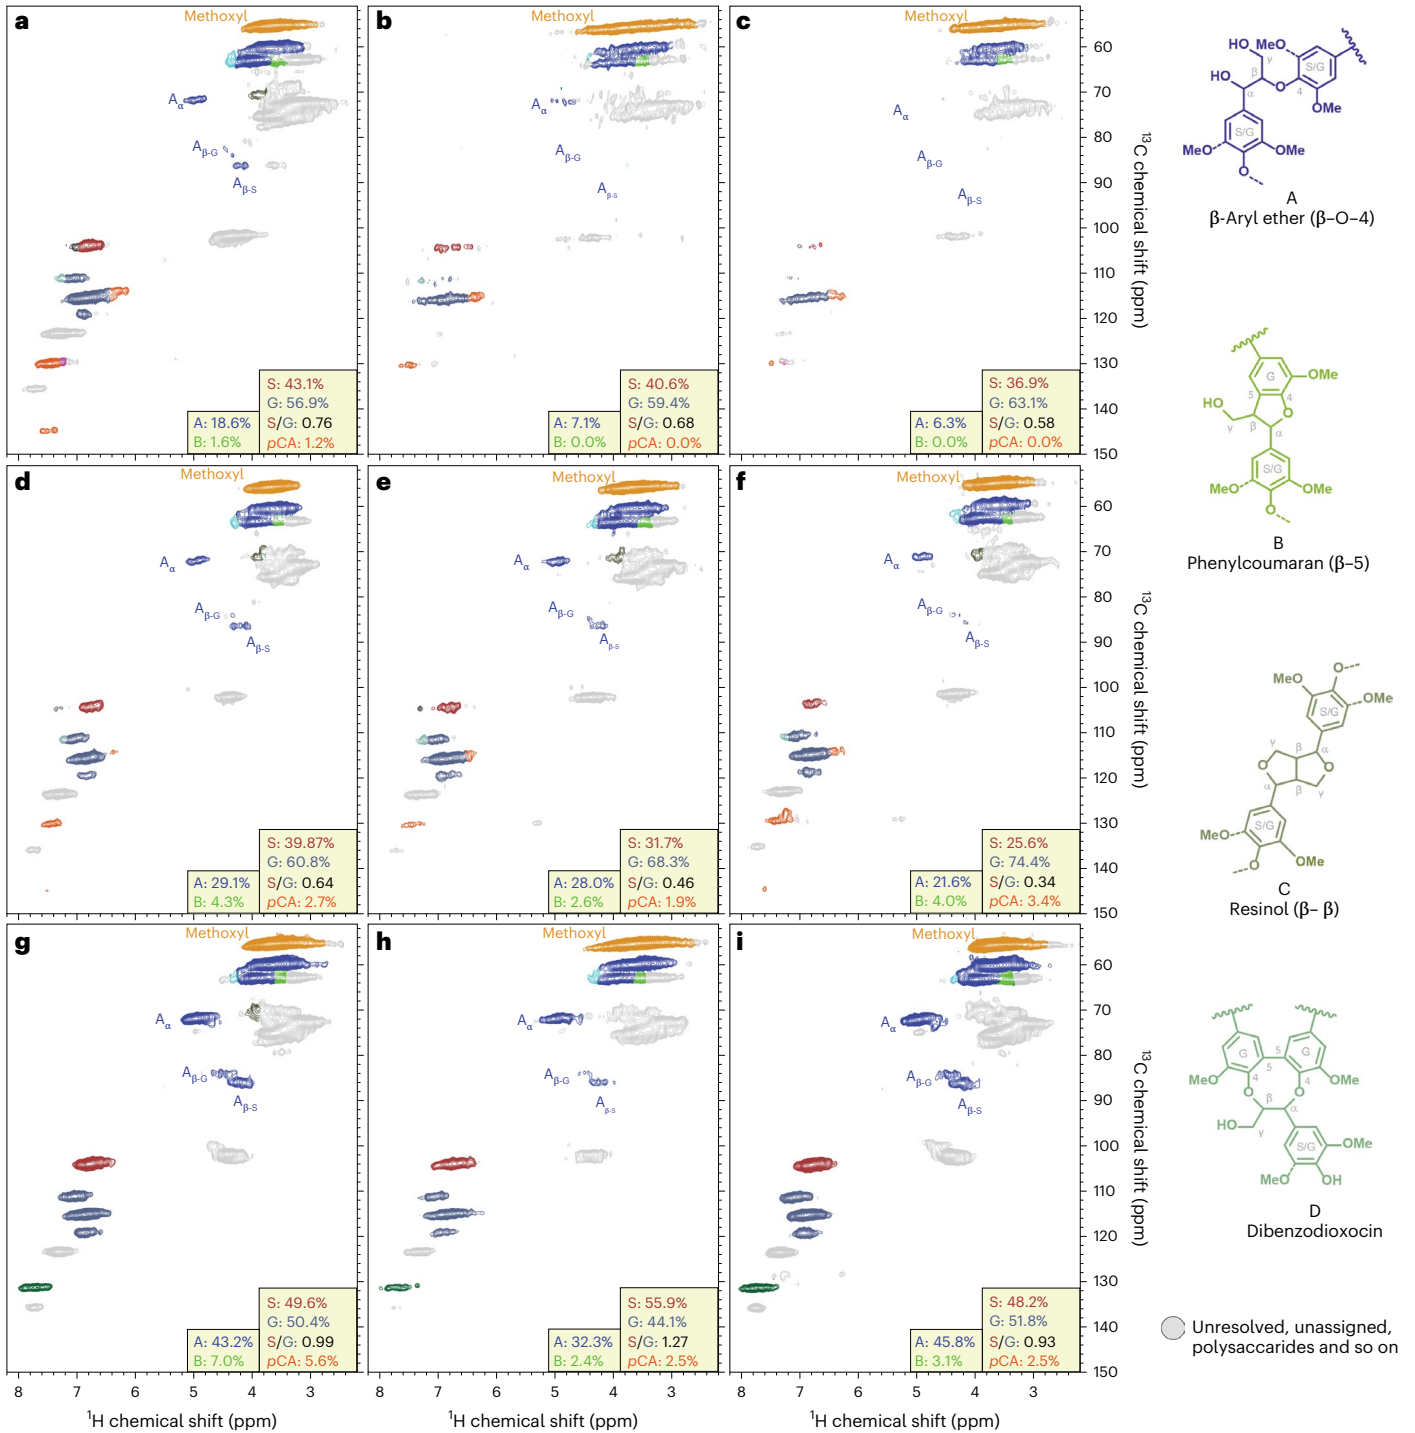 a
Methoxyl
Aα
Aβ-G
Aβ-S
A: 18.6%
B: 1.6%
S: 43.1%
G: 56.9%
S/G: 0.76
pCA: 1.2%
b
Methoxyl
Aα
Aβ-G
Aβ-S
A: 7.1%
B: 0.0%
S: 40.6%
G: 59.4%
S/G: 0.68
pCA: 0.0%
c
Methoxyl
Aα
Aβ-G
Aβ-S
A: 6.3%
B: 0.0%
S: 36.9%
G: 63.1%
S/G: 0.58
pCA: 0.0%
60
70
80
90
100
110
120
130
140
150
13C chemical shift (ppm)
d
Methoxyl
Aα
Aβ-G
Aβ-S
A: 29.1%
B: 4.3%
S: 39.87%
G: 60.8%
S/G: 0.64
pCA: 2.7%
e
Methoxyl
Aα
Aβ-G
Aβ-S
A: 28.0%
B: 2.6%
S: 31.7%
G: 68.3%
S/G: 0.46
pCA: 1.9%
f
Methoxyl
Aα
Aβ-G
Aβ-S
A: 21.6%
B: 4.0%
S: 25.6%
G: 74.4%
S/G: 0.34
pCA: 3.4%
60
70
80
90
100
110
120
130
140
150
13C chemical shift (ppm)
g
Methoxyl
Aα
Aβ-G
Aβ-S
A: 43.2%
B: 7.0%
S: 49.6%
G: 50.4%
S/G: 0.99
pCA: 5.6%
h
Methoxyl
Aα
Aβ-G
Aβ-S
A: 32.3%
B: 2.4%
S: 55.9%
G: 44.1%
S/G: 1.27
pCA: 2.5%
i
Methoxyl
Aα
Aβ-G
Aβ-S
A: 45.8%
B: 3.1%
S: 48.2%
G: 51.8%
S/G: 0.93
pCA: 2.5%
60
70
80
90
100
110
120
130
140
150
13C chemical shift (ppm)
8 7 6 5 4 3
8 7 6 5 4 3
8 7 6 5 4 3
1H chemical shift (ppm)
1H chemical shift (ppm)
1H chemical shift (ppm)
HO MeO
γ S/G
β
HO O 4
α OMe
S/G
MeO OMe
O
A
β-Aryl ether (β–O–4)
G OMe
5 4
HO O
γ β α
S/G
MeO OMe
O
B
Phenylcoumaran (β–5)
O
MeO OMe
S/G
γ β α
O O
α β γ
S/G
MeO OMe
O
C
Resinol (β– β)
G 5 G
5
MeO 4 4 OMe
O O
β α
HO γ
S/G OMe
MeO OH
D
Dibenzodioxocin
Unresolved, unassigned,
polysaccarides and so on